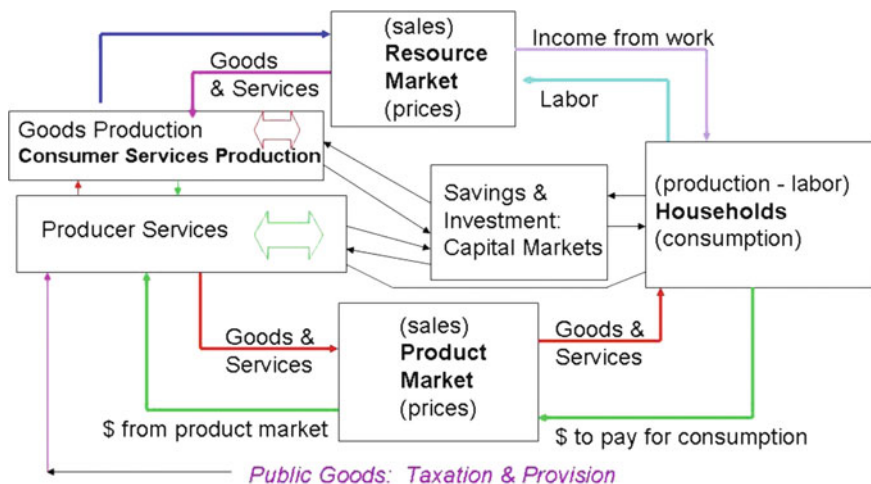 (sales)
Resource
Market
(prices)
Income from work
Goods
& Services
Labor
Goods Production
Consumer Services Production
Producer Services
Savings &
Investment:
Capital Markets
(production - labor)
Households
(consumption)
Goods &
Services
(sales)
Product
Market
(prices)
Goods &
Services
$ from product market
$ to pay for consumption
Public Goods: Taxation & Provision